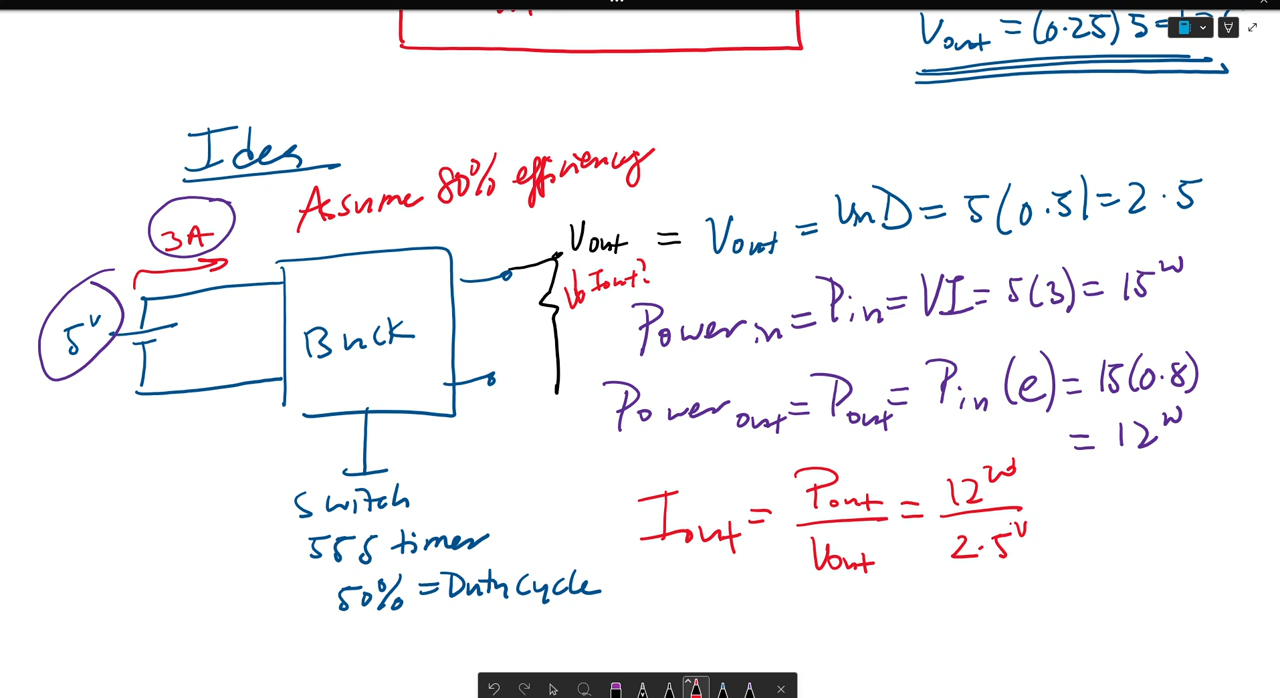 Vout = (0.25) 5 =
Idea
Assume 80% efficiency
3A
5V
Buck
Vout = Vout = Vin D = 5(0.5) = 2.5
Vo Iout?
Power in = Pin = VI = 5(3) = 15w
Power out = Pout = Pin (e) = 15(0.8)
= 12w
Iout = Pout/Vout = 12w/2.5v
Switch
555 timer
50% = Duty Cycle